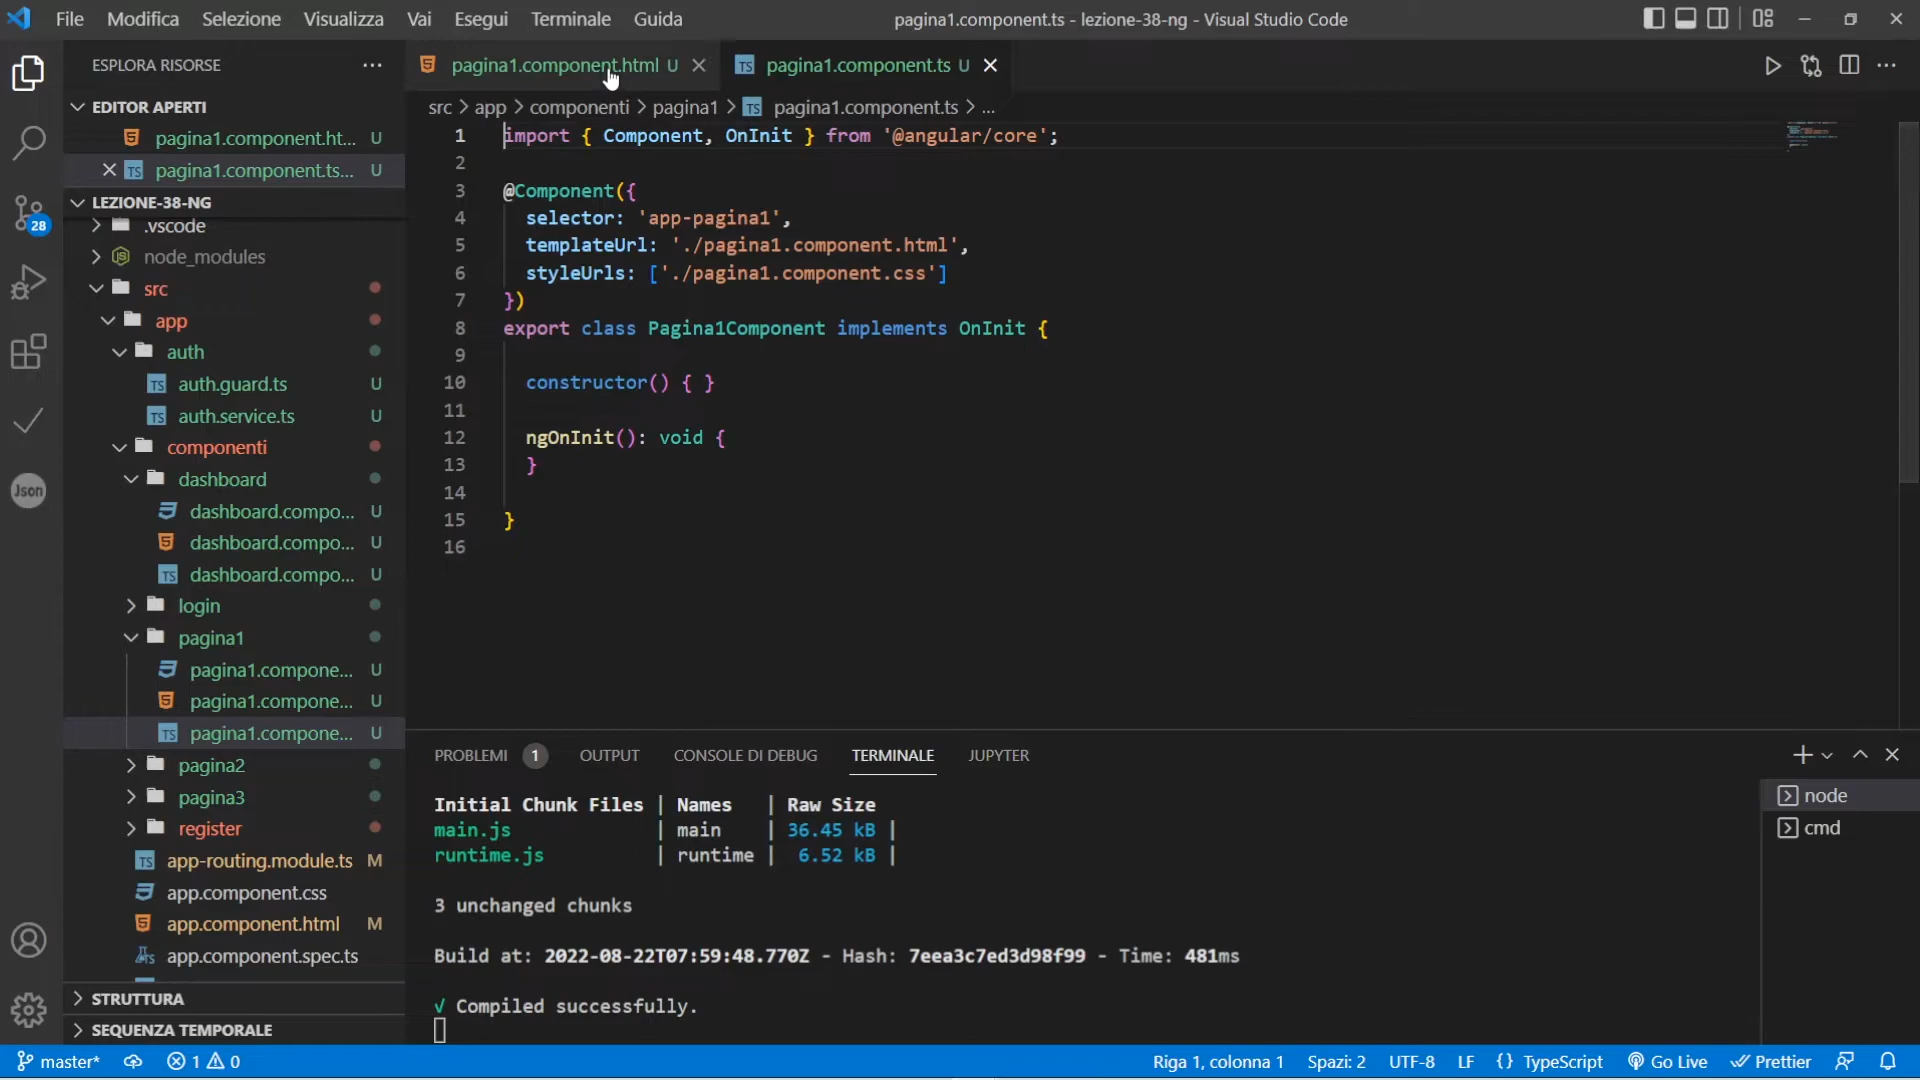 File Modifica Selezione Visualizza Vai Esegui Terminale Guida
pagina1.component.ts - lezione-38-ng - Visual Studio Code
ESPLORA RISORSE ...
EDITOR APERTI
pagina1.component.ht... U
pagina1.component.ts... U
LEZIONE-38-NG
.vscode
node_modules
src
app
auth
auth.guard.ts U
auth.service.ts U
componenti
dashboard
dashboard.compo... U
dashboard.compo... U
dashboard.compo... U
login
pagina1
pagina1.compone... U
pagina1.compone... U
pagina1.compone... U
pagina2
pagina3
register
app-routing.module.ts M
app.component.css
app.component.html M
app.component.spec.ts
STRUTTURA
SEQUENZA TEMPORALE
28
Json
pagina1.component.html U
TS pagina1.component.ts U
src > app > componenti > pagina1 > TS pagina1.component.ts > ...
1 import { Component, OnInit } from '@angular/core';
2
3 @Component({
4 selector: 'app-pagina1',
5 templateUrl: './pagina1.component.html',
6 styleUrls: ['./pagina1.component.css']
7 })
8 export class Pagina1Component implements OnInit {
9
10 constructor() { }
11
12 ngOnInit(): void {
13 }
14
15 }
16
PROBLEMI 1 OUTPUT CONSOLE DI DEBUG TERMINALE JUPYTER
Initial Chunk Files | Names | Raw Size
main.js | main | 36.45 kB |
runtime.js | runtime | 6.52 kB |
3 unchanged chunks
Build at: 2022-08-22T07:59:48.770Z - Hash: 7eea3c7ed3d98f99 - Time: 481ms
√ Compiled successfully.
node
cmd
master* 1 0 Riga 1, colonna 1 Spazi: 2 UTF-8 LF {} TypeScript Go Live Prettier